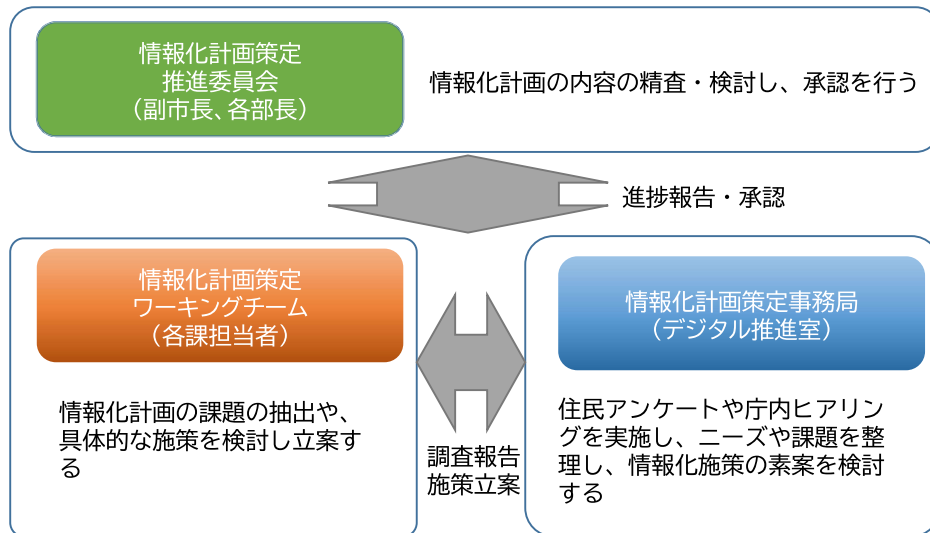 情報化計画策定
推進委員会
（副市長、各部長）
情報化計画の内容の精査・検討し、承認を行う
進捗報告・承認
情報化計画策定
ワーキングチーム
（各課担当者）
情報化計画の課題の抽出や、
具体的な施策を検討し立案す
る
調査報告
施策立案
情報化計画策定事務局
（デジタル推進室）
住民アンケートや庁内ヒアリン
グを実施し、ニーズや課題を整
理し、情報化施策の素案を検討
する